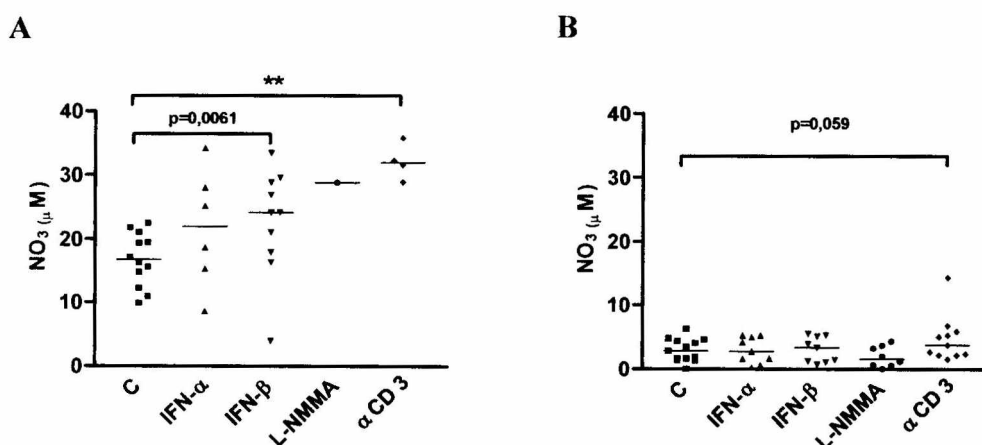 A
B
**
p=0,0061
p=0,059
NO3 (μM)
40
30
20
10
0
C
IFN-α
IFN-β
L-NMMA
α CD 3
NO3 (μM)
40
30
20
10
0
C
IFN-α
IFN-β
L-NMMA
α CD 3